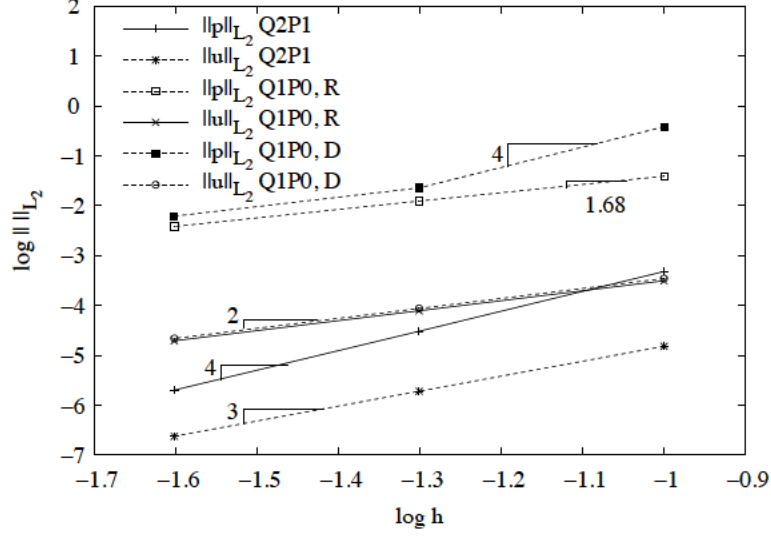 2
1
0
−1
−2
−3
−4
−5
−6
−7
log || ||L2
||p||L2 Q2P1
||u||L2 Q2P1
||p||L2 Q1P0, R
||u||L2 Q1P0, R
||p||L2 Q1P0, D
||u||L2 Q1P0, D
4
1.68
2
4
3
−1.7 −1.6 −1.5 −1.4 −1.3 −1.2 −1.1 −1 −0.9
log h